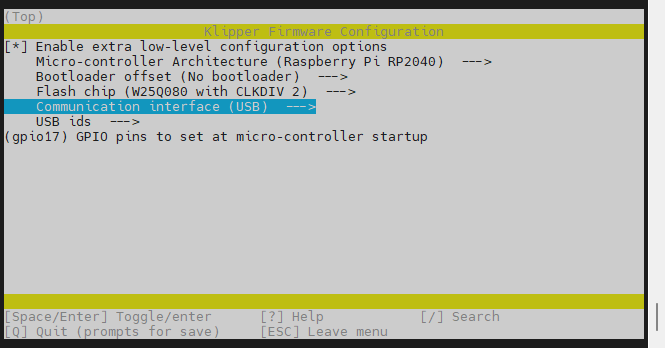 (Top)
Klipper Firmware Configuration
[*] Enable extra low-level configuration options
Micro-controller Architecture (Raspberry Pi RP2040)  --->
Bootloader offset (No bootloader)  --->
Flash chip (W25Q080 with CLKDIV 2)  --->
Communication interface (USB)  --->
USB ids  --->
(gpio17) GPIO pins to set at micro-controller startup
[Space/Enter] Toggle/enter [?] Help [/] Search
[Q] Quit (prompts for save) [ESC] Leave menu